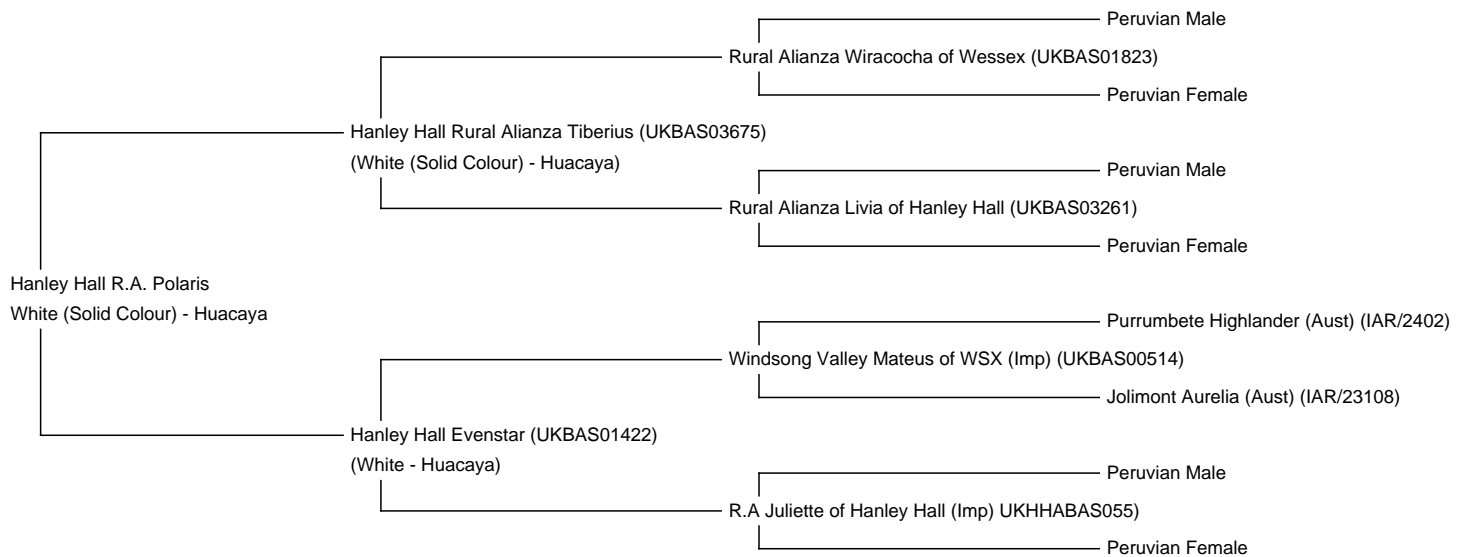 Peruvian Male
Rural Alianza Wiracocha of Wessex (UKBAS01823)
Peruvian Female
Hanley Hall Rural Alianza Tiberius (UKBAS03675)
(White (Solid Colour) - Huacaya)
Peruvian Male
Rural Alianza Livia of Hanley Hall (UKBAS03261)
Peruvian Female
Hanley Hall R.A. Polaris
White (Solid Colour) - Huacaya
Purrumbete Highlander (Aust) (IAR/2402)
Windsong Valley Mateus of WSX (Imp) (UKBAS00514)
Jolimont Aurelia (Aust) (IAR/23108)
Hanley Hall Evenstar (UKBAS01422)
(White - Huacaya)
Peruvian Male
R.A Juliette of Hanley Hall (Imp) UKHHABAS055)
Peruvian Female